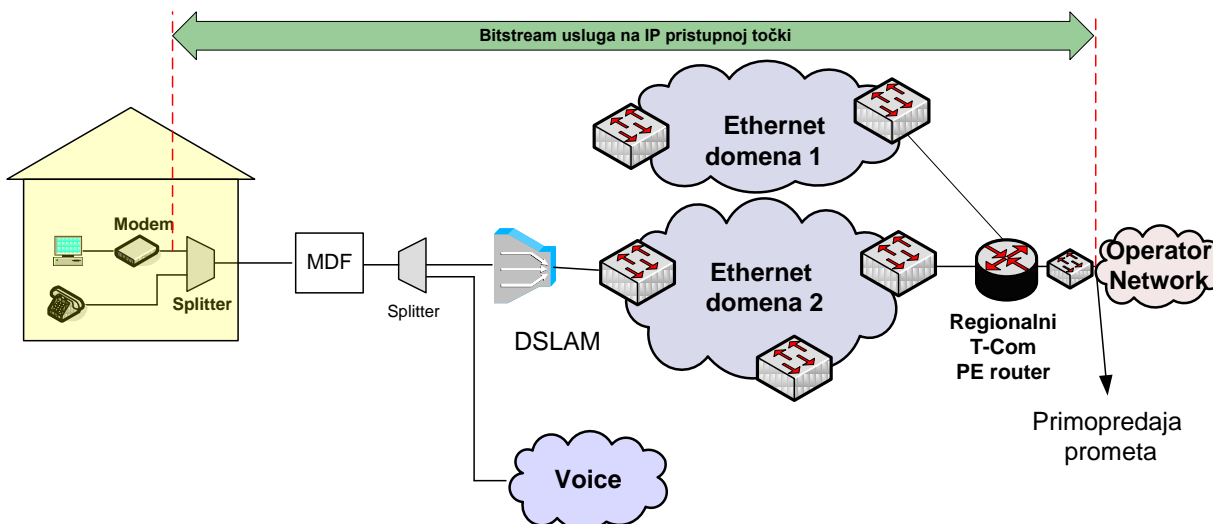 Bitstream usluga na IP pristupnoj točki
Ethernet
domena 1
Modem
Splitter
MDF
Splitter
DSLAM
Ethernet
domena 2
Regionalni
T-Com
PE router
Operator
Network
Primopredaja
prometa
Voice